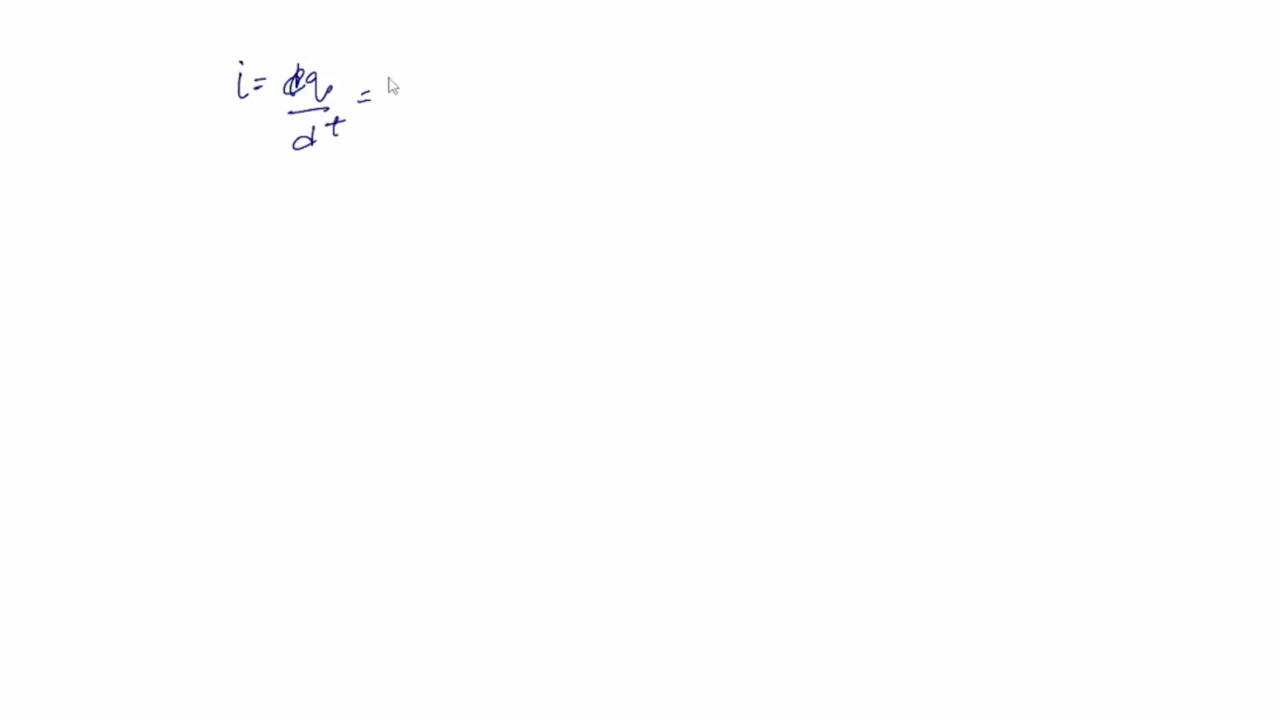 i = dq/dt =